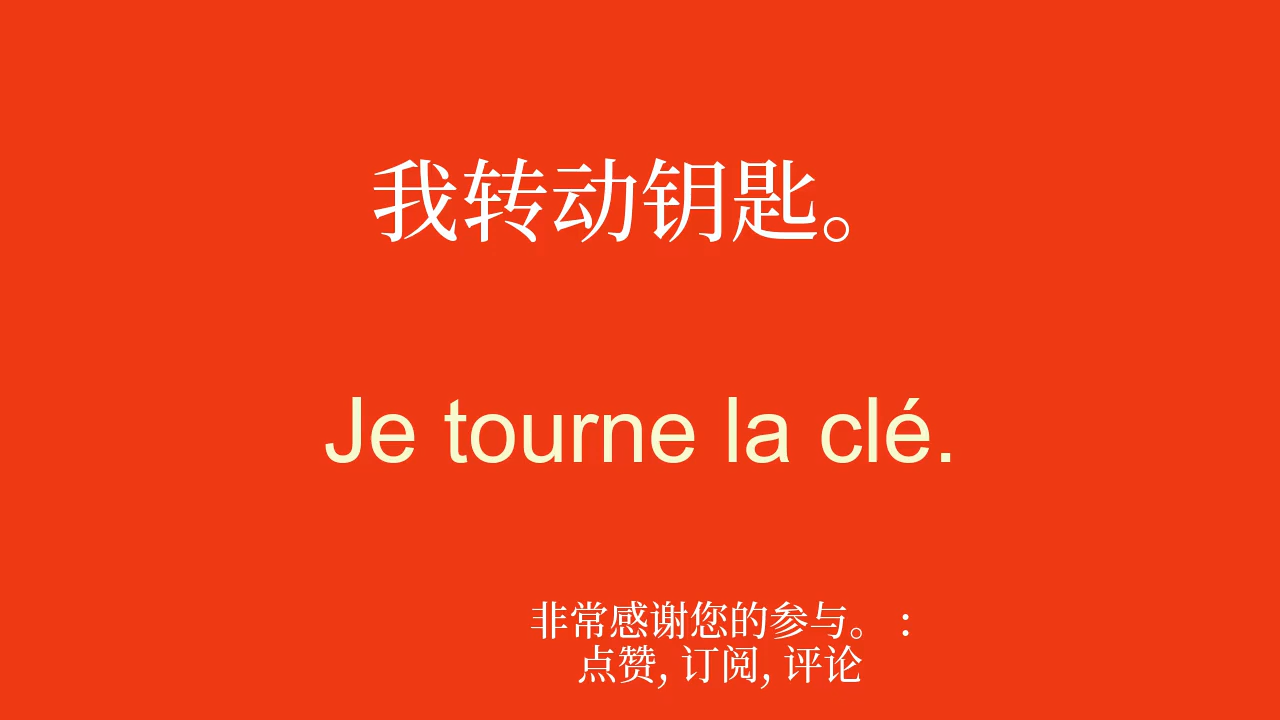 我转动钥匙。
Je tourne la clé.
非常感谢您的参与。 :
点赞, 订阅, 评论